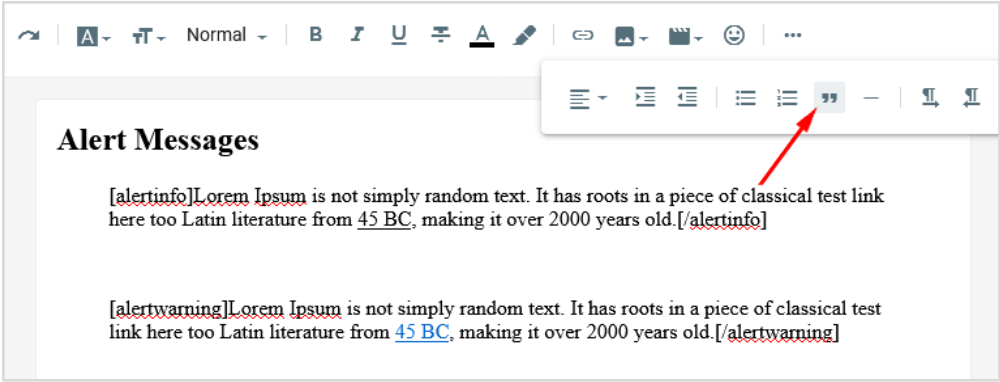 Normal
B I U A
Alert Messages
[alertinfo]Lorem Ipsum is not simply random text. It has roots in a piece of classical test link
here too Latin literature from 45 BC, making it over 2000 years old.[/alertinfo]
[alertwarning]Lorem Ipsum is not simply random text. It has roots in a piece of classical test
link here too Latin literature from 45 BC, making it over 2000 years old.[/alertwarning]